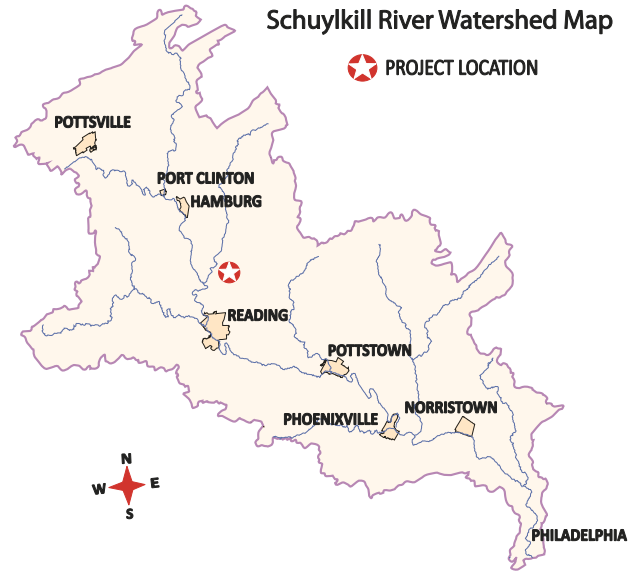 Schuylkill River Watershed Map
PROJECT LOCATION
POTTSVILLE
PORT CLINTON
HAMBURG
READING
POTTSTOWN
PHOENIXVILLE
NORRISTOWN
N
W
E
S
PHILADELPHIA